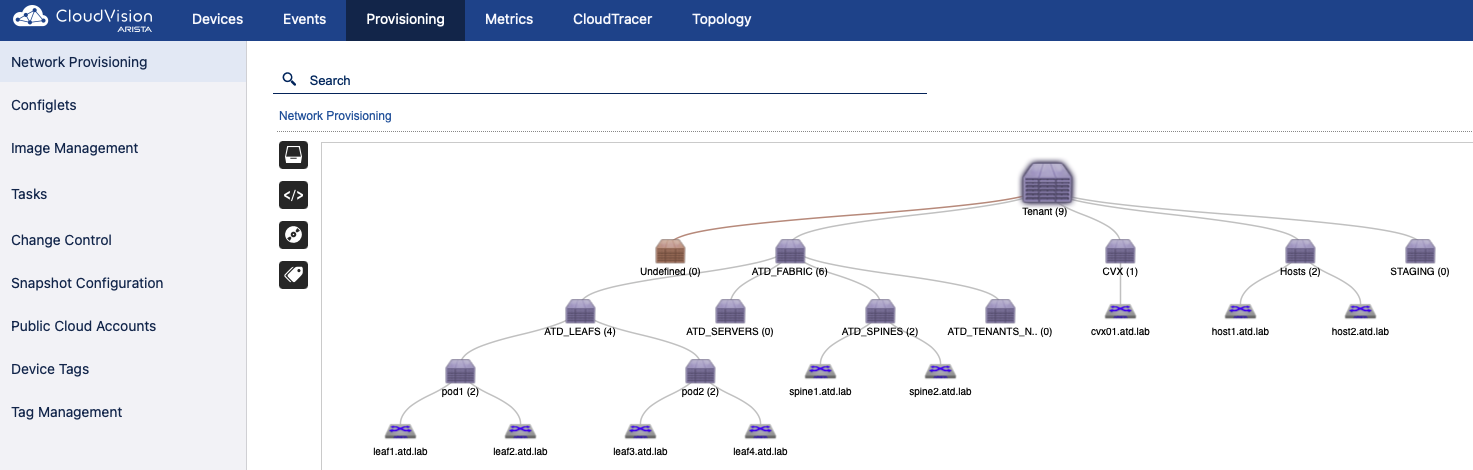 CloudVision
ARISTA
Devices Events Provisioning Metrics CloudTracer Topology
Network Provisioning
Configlets
Image Management
Tasks
Change Control
Snapshot Configuration
Public Cloud Accounts
Device Tags
Tag Management
Search
Network Provisioning
</>
Tenant (9)
Undefined (0) ATD_FABRIC (6) CVX (1) Hosts (2) STAGING (0)
ATD_LEAFS (4) ATD_SERVERS (0) ATD_SPINES (2) ATD_TENANTS_N.. (0) cvx01.atd.lab host1.atd.lab host2.atd.lab
pod1 (2) pod2 (2) spine1.atd.lab spine2.atd.lab
leaf1.atd.lab leaf2.atd.lab leaf3.atd.lab leaf4.atd.lab